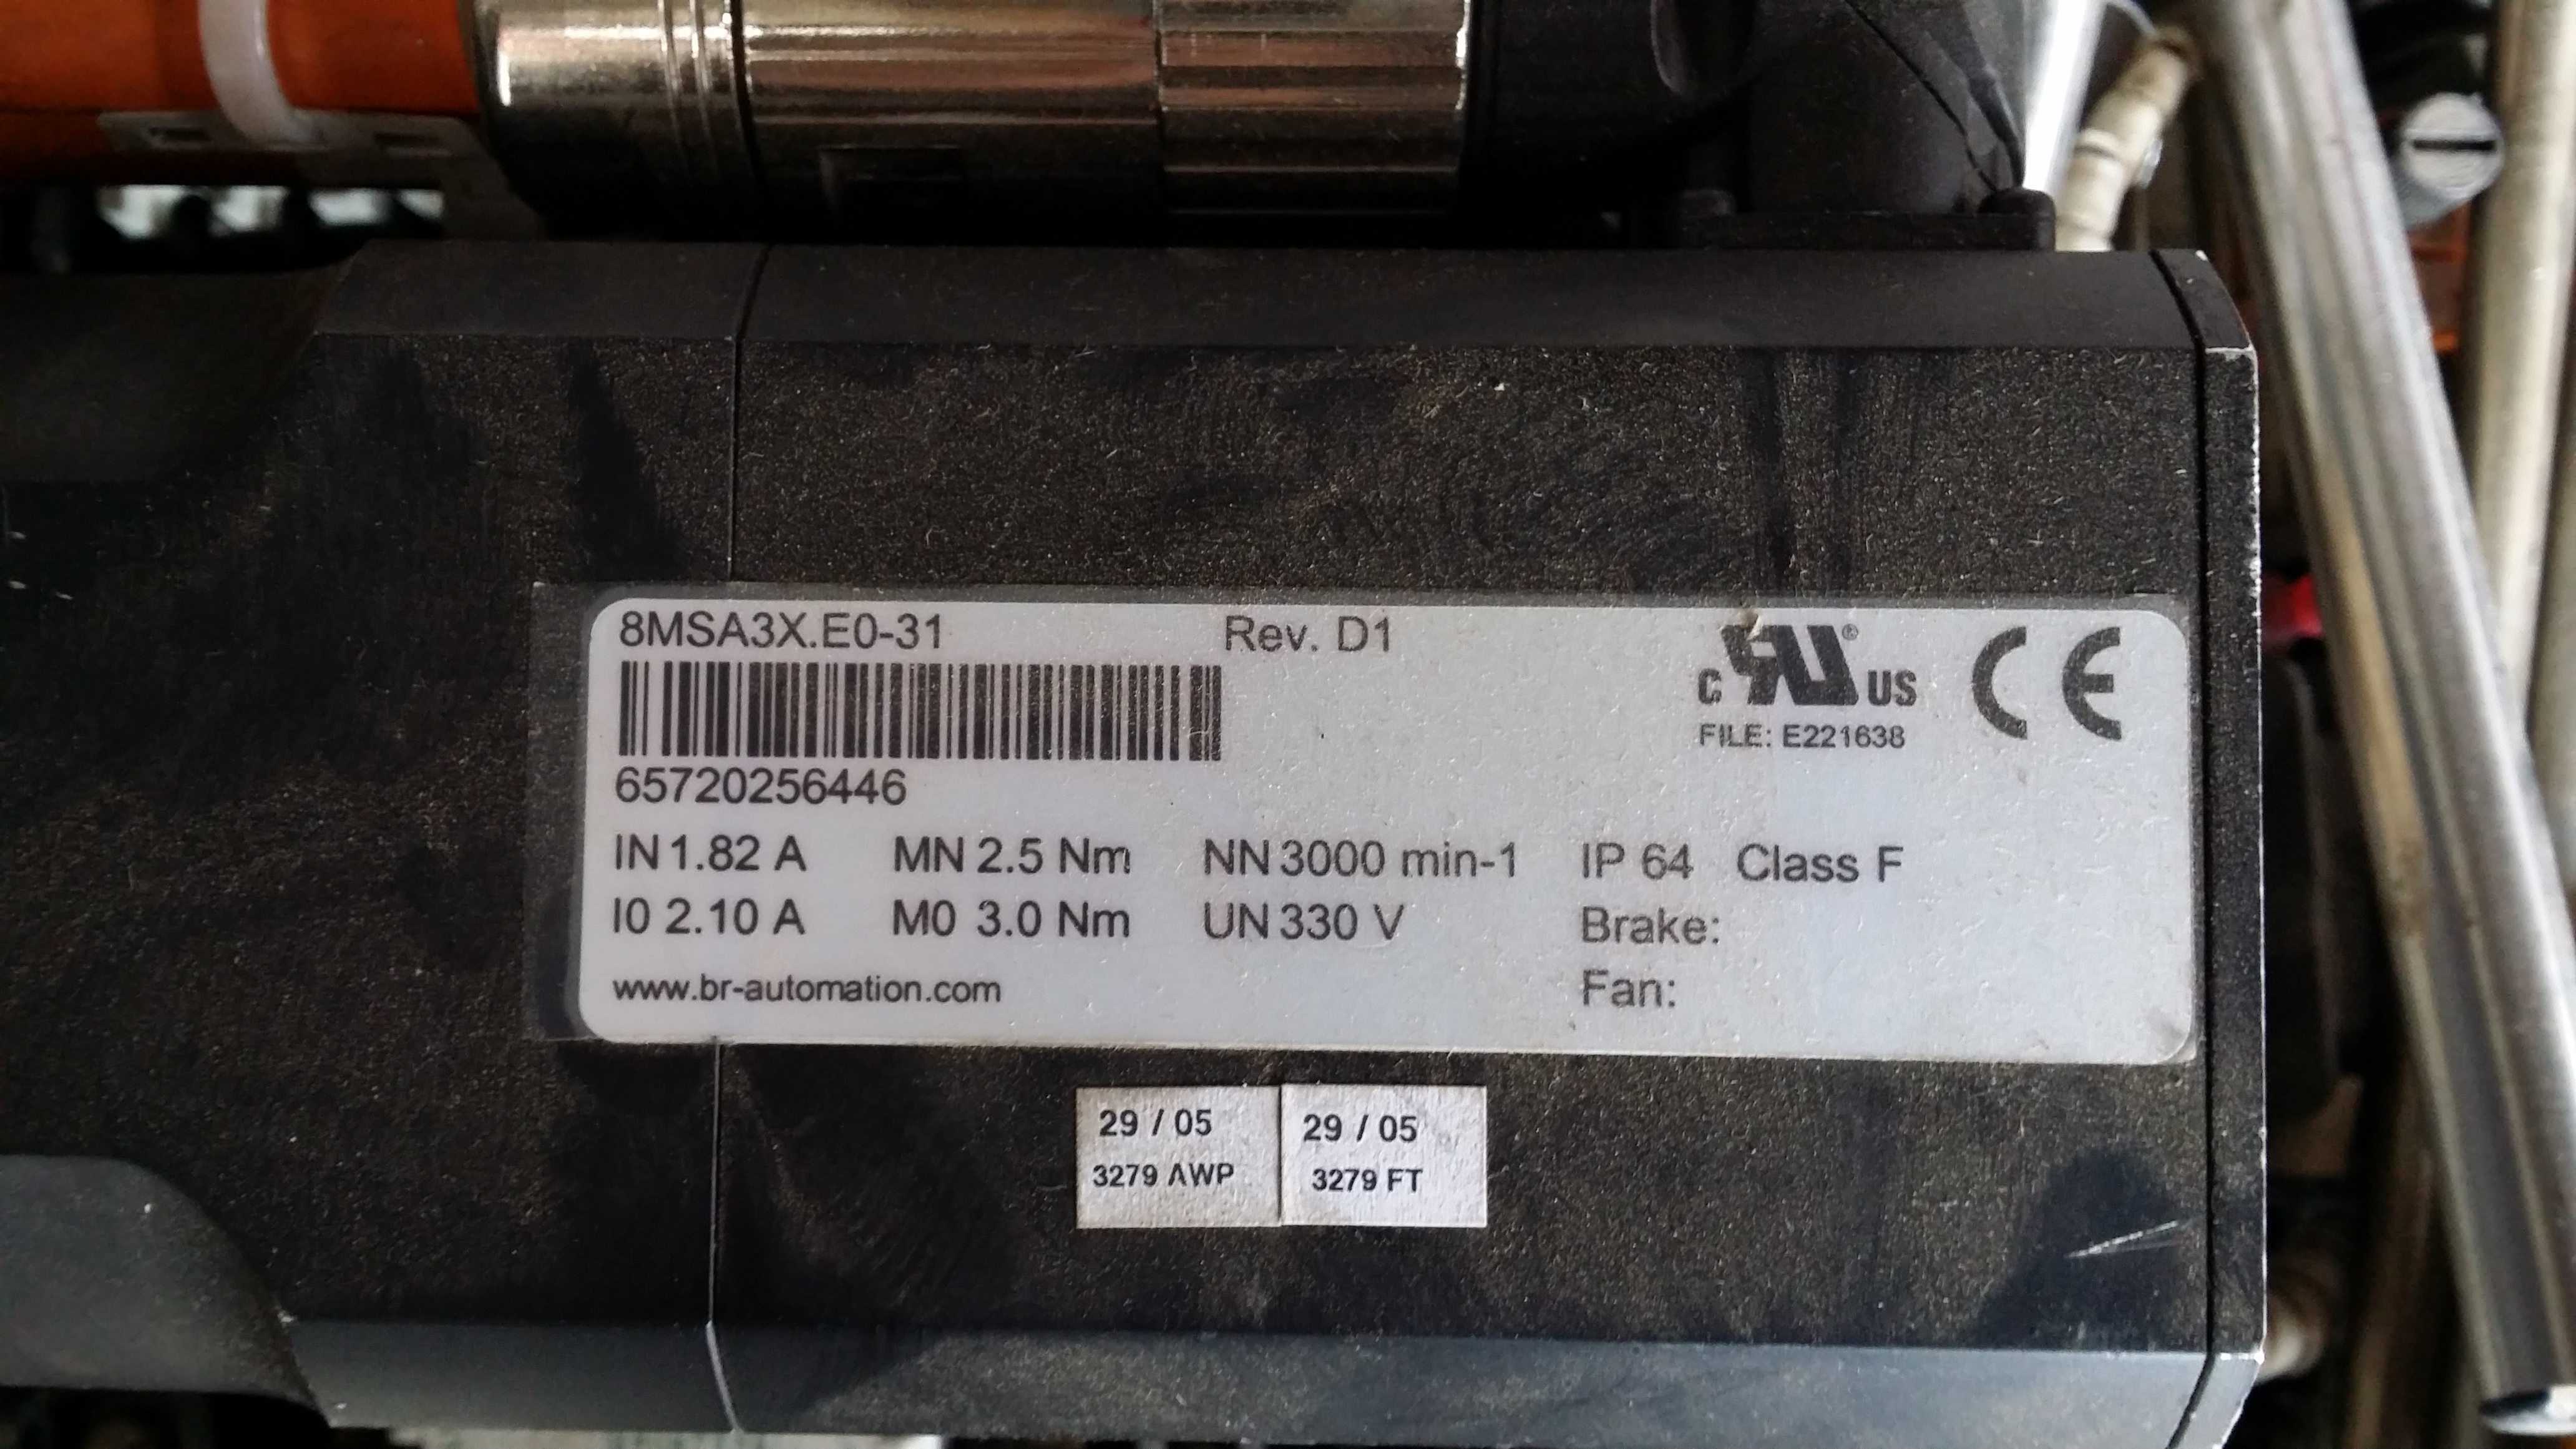 8MSA3X.E0-31 Rev. D1
c RU ® US CE
FILE: E221638
65720256446
IN 1.82 A MN 2.5 Nm NN 3000 min-1 IP 64 Class F
I0 2.10 A M0 3.0 Nm UN 330 V Brake:
www.br-automation.com Fan:
29 / 05 29 / 05
3279 AWP 3279 FT